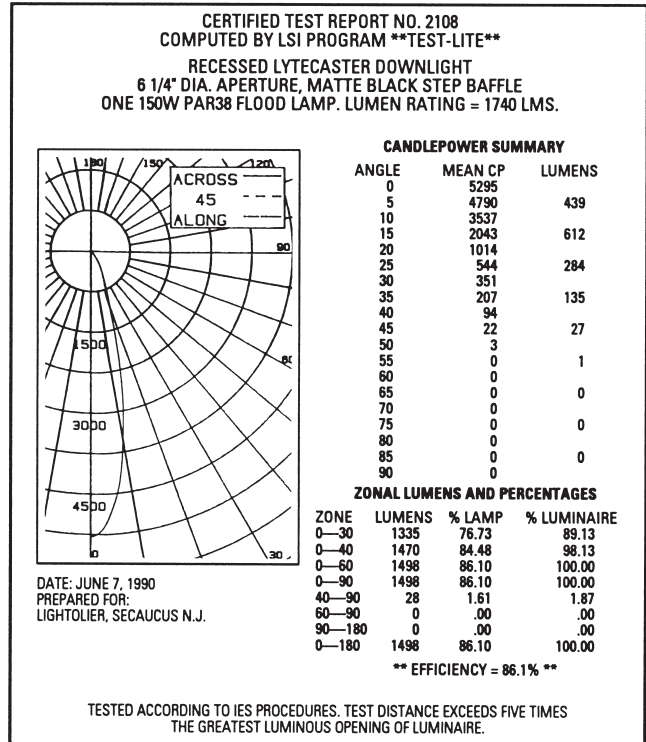 CERTIFIED TEST REPORT NO. 2108
COMPUTED BY LSI PROGRAM **TEST-LITE**
RECESSED LYTECASTER DOWNLIGHT
6 1/4" DIA. APERTURE, MATTE BLACK STEP BAFFLE
ONE 150W PAR38 FLOOD LAMP. LUMEN RATING = 1740 LMS.
180 150 120
ACROSS
45
ALONG
90
1500
60
3000
4500
0 30
DATE: JUNE 7, 1990
PREPARED FOR:
LIGHTOLIER, SECAUCUS N.J.
CANDLEPOWER SUMMARY
ANGLE MEAN CP LUMENS
0 5295
5 4790 439
10 3537
15 2043 612
20 1014
25 544 284
30 351
35 207 135
40 94
45 22 27
50 3
55 0 1
60 0
65 0 0
70 0
75 0 0
80 0
85 0 0
90 0
ZONAL LUMENS AND PERCENTAGES
ZONE LUMENS % LAMP % LUMINAIRE
0—30 1335 76.73 89.13
0—40 1470 84.48 98.13
0—60 1498 86.10 100.00
0—90 1498 86.10 100.00
40—90 28 1.61 1.87
60—90 0 .00 .00
90—180 0 .00 .00
0—180 1498 86.10 100.00
** EFFICIENCY = 86.1% **
TESTED ACCORDING TO IES PROCEDURES. TEST DISTANCE EXCEEDS FIVE TIMES
THE GREATEST LUMINOUS OPENING OF LUMINAIRE.